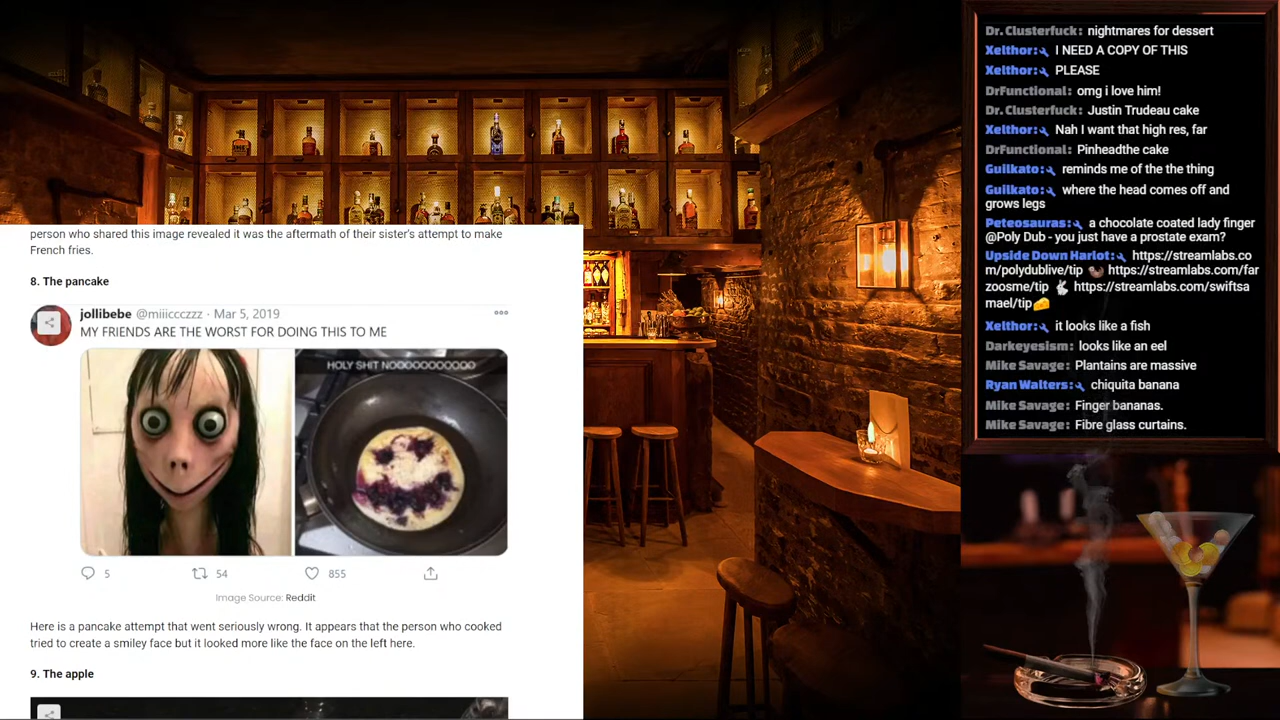 person who shared this image revealed it was the aftermath of their sister's attempt to make
French fries.
8. The pancake
jollibebe @miiiccczzz · Mar 5, 2019
MY FRIENDS ARE THE WORST FOR DOING THIS TO ME
HOLY SHIT NOOOOOOOOOOO
5
54
855
Image Source: Reddit
Here is a pancake attempt that went seriously wrong. It appears that the person who cooked
tried to create a smiley face but it looked more like the face on the left here.
9. The apple
Dr. Clusterfuck: nightmares for dessert
Xelthor: I NEED A COPY OF THIS
Xelthor: PLEASE
DrFunctional: omg i love him!
Dr. Clusterfuck: Justin Trudeau cake
Xelthor: Nah I want that high res, far
DrFunctional: Pinheadthe cake
Guilkato: reminds me of the the thing
Guilkato: where the head comes off and
grows legs
Peteosauras: a chocolate coated lady finger
@Poly Dub - you just have a prostate exam?
Upside Down Harlot: https://streamlabs.co
m/polydublive/tip 🐿️ https://streamlabs.com/far
zoosme/tip 🐇 https://streamlabs.com/swiftsa
mael/tip🧀
Xelthor: it looks like a fish
Darkeyesism: looks like an eel
Mike Savage: Plantains are massive
Ryan Walters: chiquita banana
Mike Savage: Finger bananas.
Mike Savage: Fibre glass curtains.